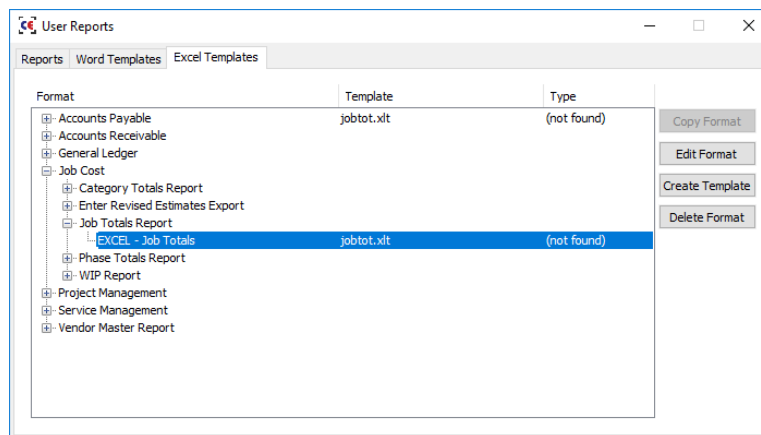 User Reports
Reports Word Templates Excel Templates
Format Template Type
Accounts Payable jobtot.xlt (not found)
Copy Format
Accounts Receivable
General Ledger
Edit Format
Job Cost
Category Totals Report
Create Template
Enter Revised Estimates Export
Job Totals Report
Delete Format
EXCEL - Job Totals jobtot.xlt (not found)
Phase Totals Report
WIP Report
Project Management
Service Management
Vendor Master Report